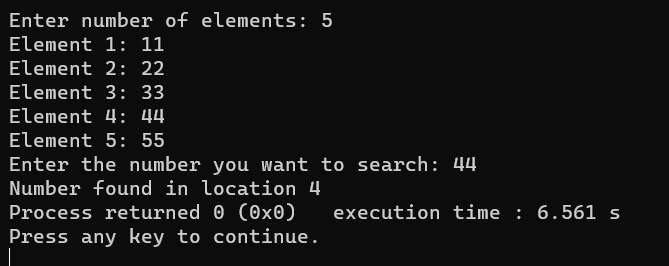 Enter number of elements: 5
Element 1: 11
Element 2: 22
Element 3: 33
Element 4: 44
Element 5: 55
Enter the number you want to search: 44
Number found in location 4
Process returned 0 (0x0)   execution time : 6.561 s
Press any key to continue.